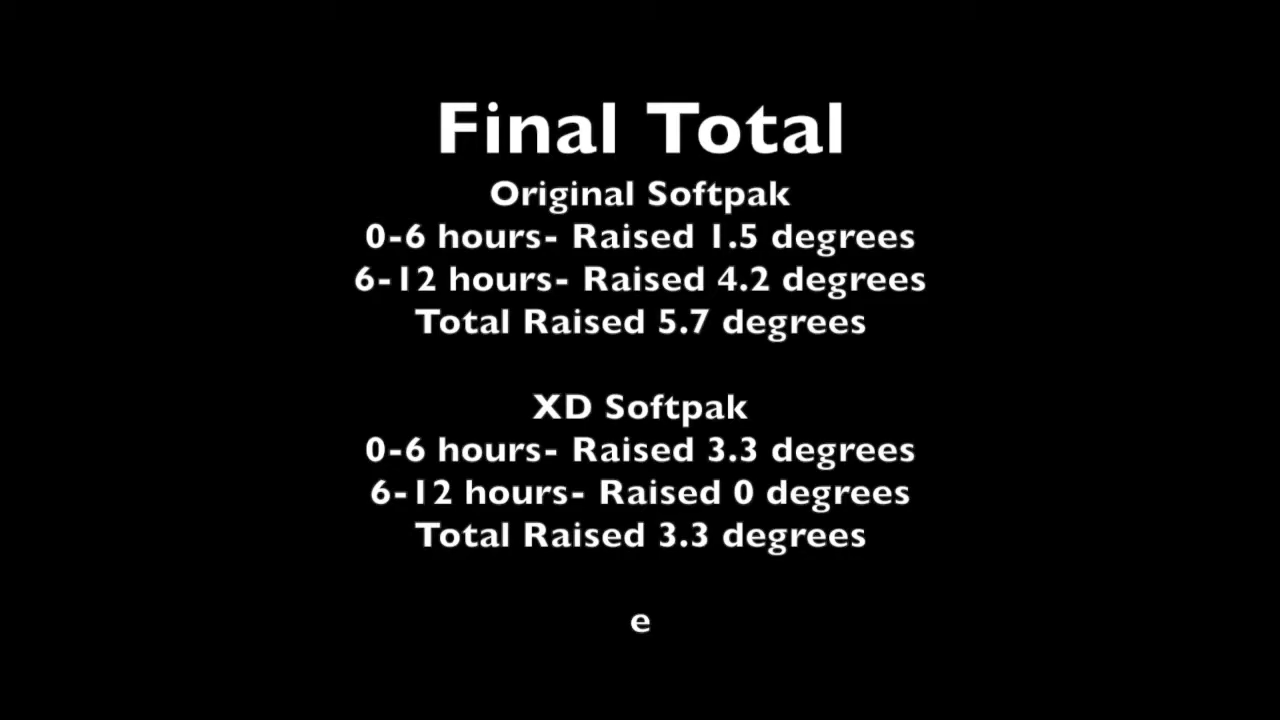 Final Total
Original Softpak
0-6 hours- Raised 1.5 degrees
6-12 hours- Raised 4.2 degrees
Total Raised 5.7 degrees
XD Softpak
0-6 hours- Raised 3.3 degrees
6-12 hours- Raised 0 degrees
Total Raised 3.3 degrees
e